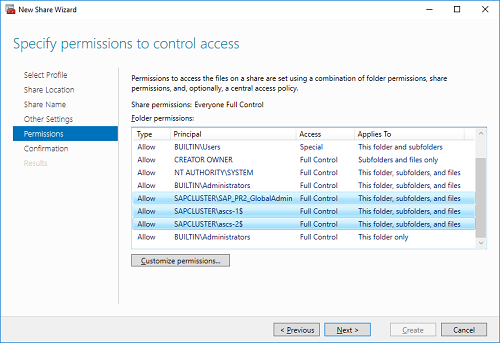 New Share Wizard
Specify permissions to control access
Select Profile
Share Location
Share Name
Other Settings
Permissions
Confirmation
Results
Permissions to access the files on a share are set using a combination of folder permissions, share
permissions, and, optionally, a central access policy.
Share permissions: Everyone Full Control
Folder permissions:
Type Principal Access Applies To
Allow BUILTIN\Users Special This folder and subfolders
Allow CREATOR OWNER Full Control Subfolders and files only
Allow NT AUTHORITY\SYSTEM Full Control This folder, subfolders, and files
Allow BUILTIN\Administrators Full Control This folder, subfolders, and files
Allow SAPCLUSTER\SAP_PR2_GlobalAdmin Full Control This folder, subfolders, and files
Allow SAPCLUSTER\ascs-1$ Full Control This folder, subfolders, and files
Allow SAPCLUSTER\ascs-2$ Full Control This folder, subfolders, and files
Allow BUILTIN\Administrators Full Control This folder only
Customize permissions...
< Previous Next > Create Cancel